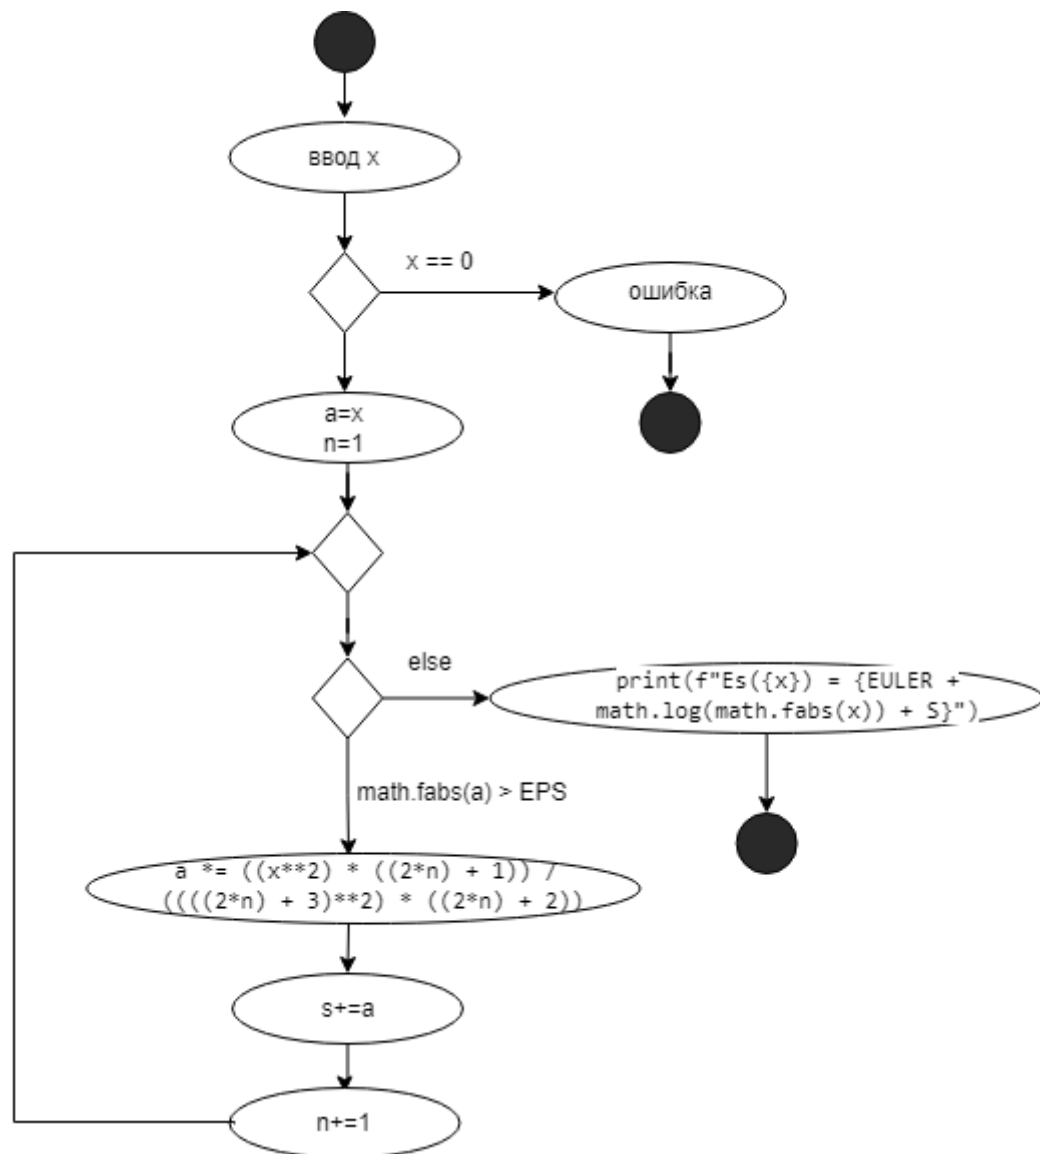 ввод x
x == 0
ошибка
a=x
n=1
else
print(f"Es({x}) = {EULER +
math.log(math.fabs(x)) + S}")
math.fabs(a) > EPS
a *= ((x**2) * ((2*n) + 1)) /
((((2*n) + 3)**2) * ((2*n) + 2))
s+=a
n+=1